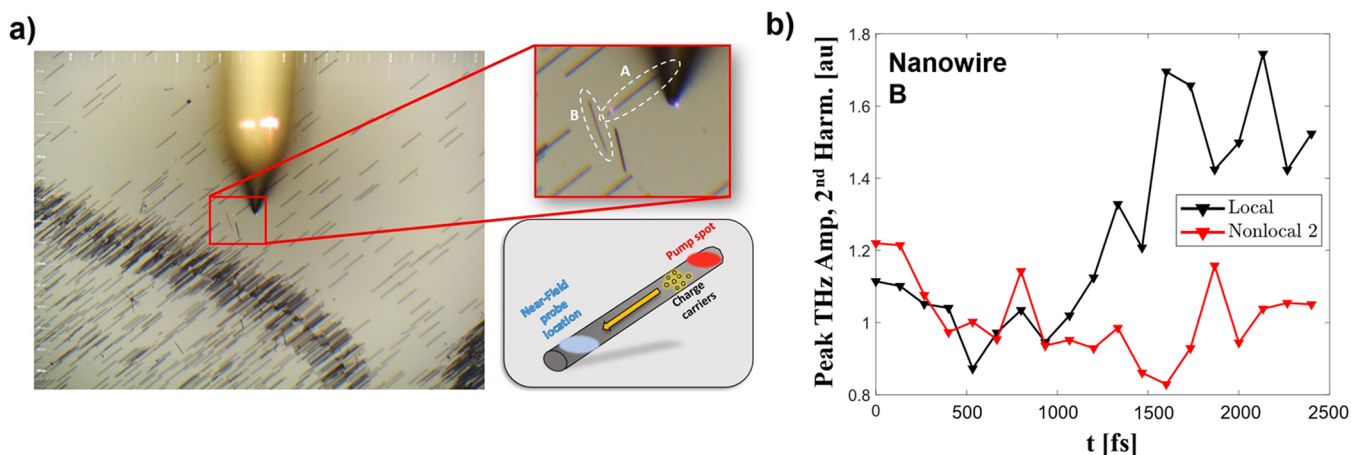 a)
A
B
Pump spot
Charge
carriers
Near-Field
probe
location
b)
Nanowire
B
Peak THz Amp, 2nd Harm. [au]
1.8
1.6
1.4
1.2
1
0.8
Local
Nonlocal 2
0
500
1000
1500
2000
2500
t [fs]